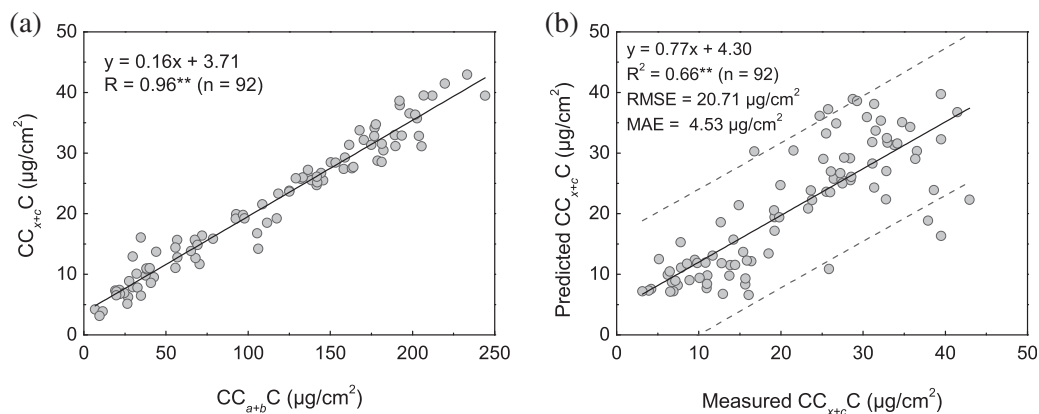 (a)
50
40
30
20
10
0
CCx+cC (μg/cm²)
y = 0.16x + 3.71
R = 0.96** (n = 92)
0 50 100 150 200 250
CCa+bC (μg/cm²)
(b)
50
40
30
20
10
0
Predicted CCx+cC (μg/cm²)
y = 0.77x + 4.30
R² = 0.66** (n = 92)
RMSE = 20.71 μg/cm²
MAE = 4.53 μg/cm²
0 10 20 30 40 50
Measured CCx+cC (μg/cm²)